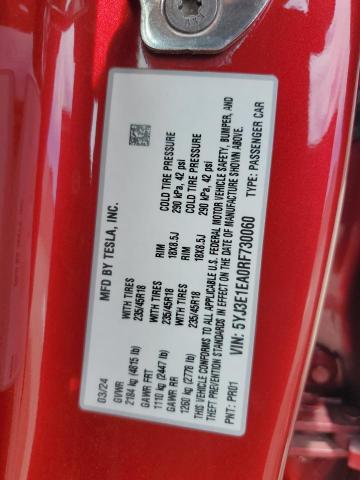 MFD BY TESLA, INC.
03/24
GVWR
2184 kg (4815 lb)
WITH TIRES
235/45R18
RIM
18X8.5J
COLD TIRE PRESSURE
290 kPa, 42 psi
GAWR FRT
1110 kg (2447 lb)
WITH TIRES
235/45R18
RIM
18X8.5J
COLD TIRE PRESSURE
290 kPa, 42 psi
GAWR RR
1260 kg (2778 lb)
WITH TIRES
235/45R18
THIS VEHICLE CONFORMS TO ALL APPLICABLE U.S. FEDERAL MOTOR VEHICLE SAFETY, BUMPER, AND
THEFT PREVENTION STANDARDS IN EFFECT ON THE DATE OF MANUFACTURE SHOWN ABOVE.
VIN: 5YJ3E1EA0RF730060
TYPE: PASSENGER CAR
PNT: PR01